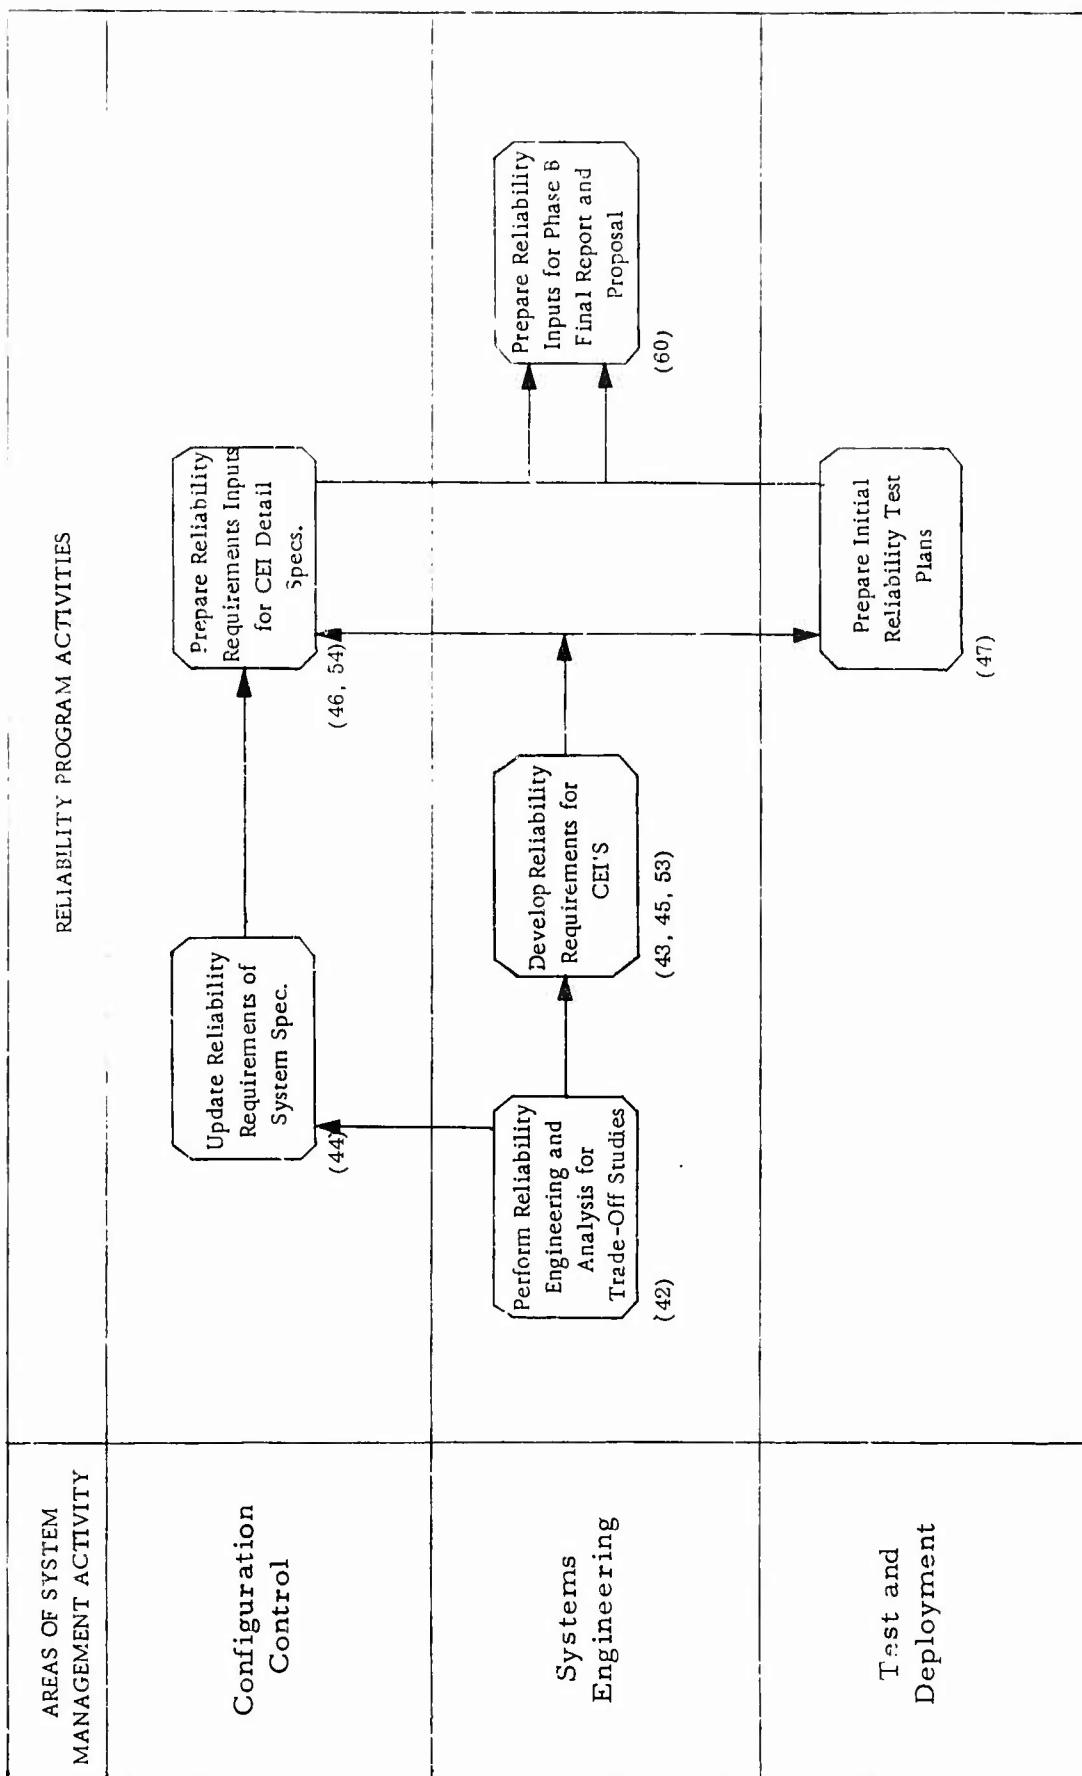 AREAS OF SYSTEM
MANAGEMENT ACTIVITY
RELIABILITY PROGRAM ACTIVITIES
Configuration
Control
Update Reliability
Requirements of
System Spec.
(44)
Prepare Reliability
Requirements Inputs
for CEI Detail
Specs.
(46, 54)
Systems
Engineering
Perform Reliability
Engineering and
Analysis for
Trade-Off Studies
(42)
Develop Reliability
Requirements for
CEI'S
(43, 45, 53)
Prepare Reliability
Inputs for Phase B
Final Report and
Proposal
(60)
Test and
Deployment
Prepare Initial
Reliability Test
Plans
(47)